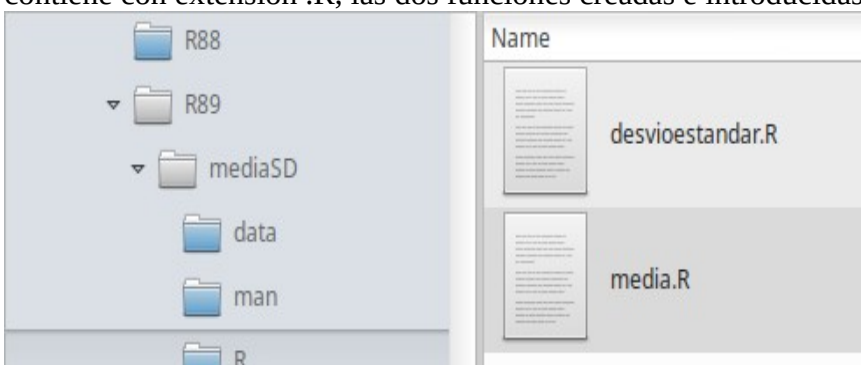 contiene con extensión .R, las dos funciones creadas e introducidas
R88
R89
mediaSD
data
man
R
Name
desvioestandar.R
media.R